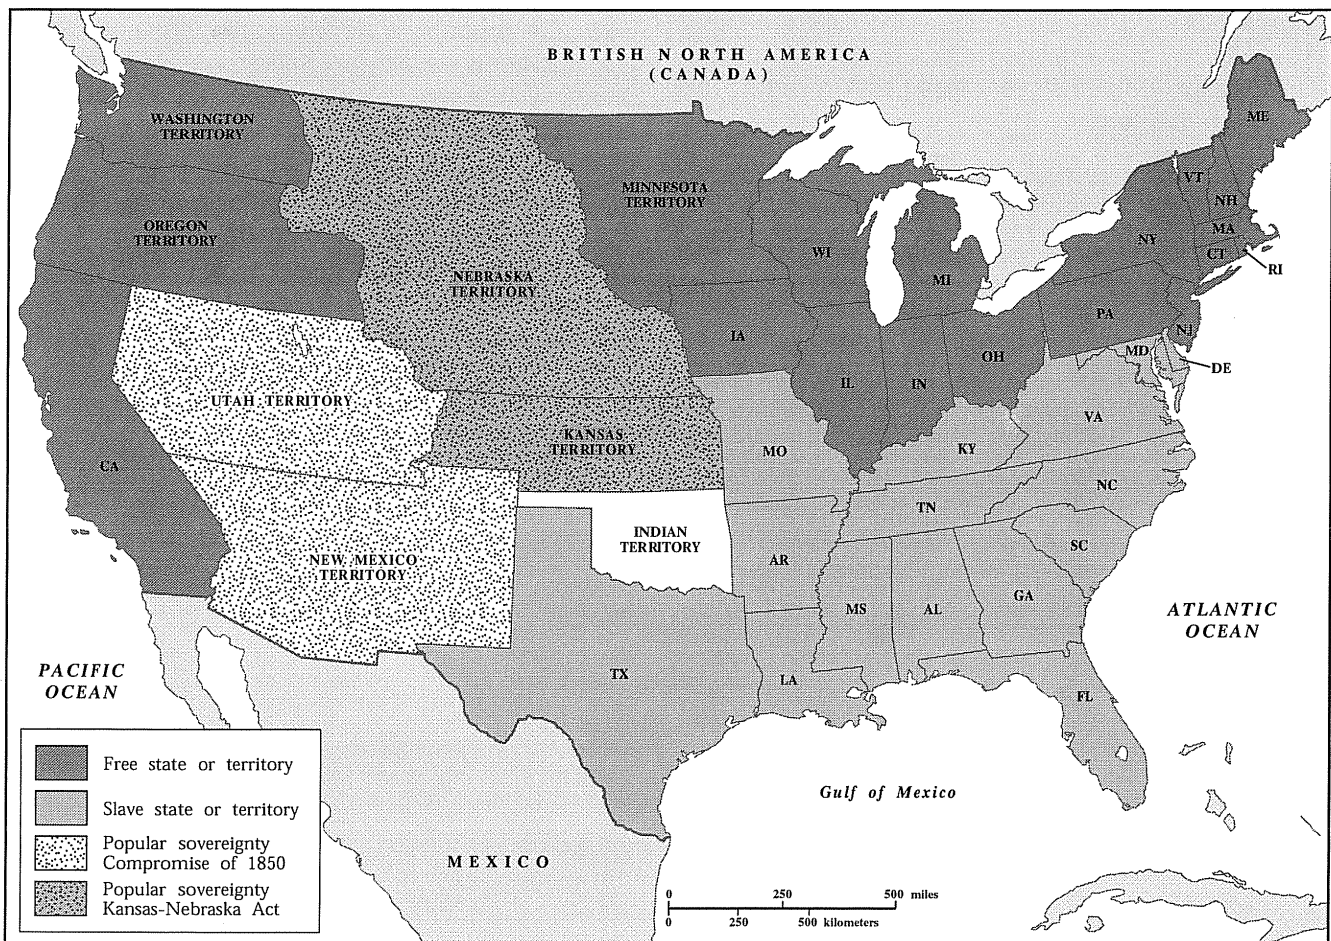 BRITISH NORTH AMERICA
(CANADA)
WASHINGTON
TERRITORY
ME
MINNESOTA
TERRITORY
VT
NH
OREGON
TERRITORY
MA
NY
CT
WI
RI
NEBRASKA
TERRITORY
MI
PA
NJ
IA
OH
MD
DE
IL
IN
UTAH TERRITORY
VA
KANSAS
TERRITORY
MO
KY
CA
NC
TN
INDIAN
TERRITORY
SC
NEW MEXICO
TERRITORY
AR
GA
MS
AL
ATLANTIC
OCEAN
PACIFIC
OCEAN
TX
LA
FL
Free state or territory
Slave state or territory
Popular sovereignty
Compromise of 1850
Popular sovereignty
Kansas-Nebraska Act
Gulf of Mexico
MEXICO
0 250 500 miles
0 250 500 kilometers